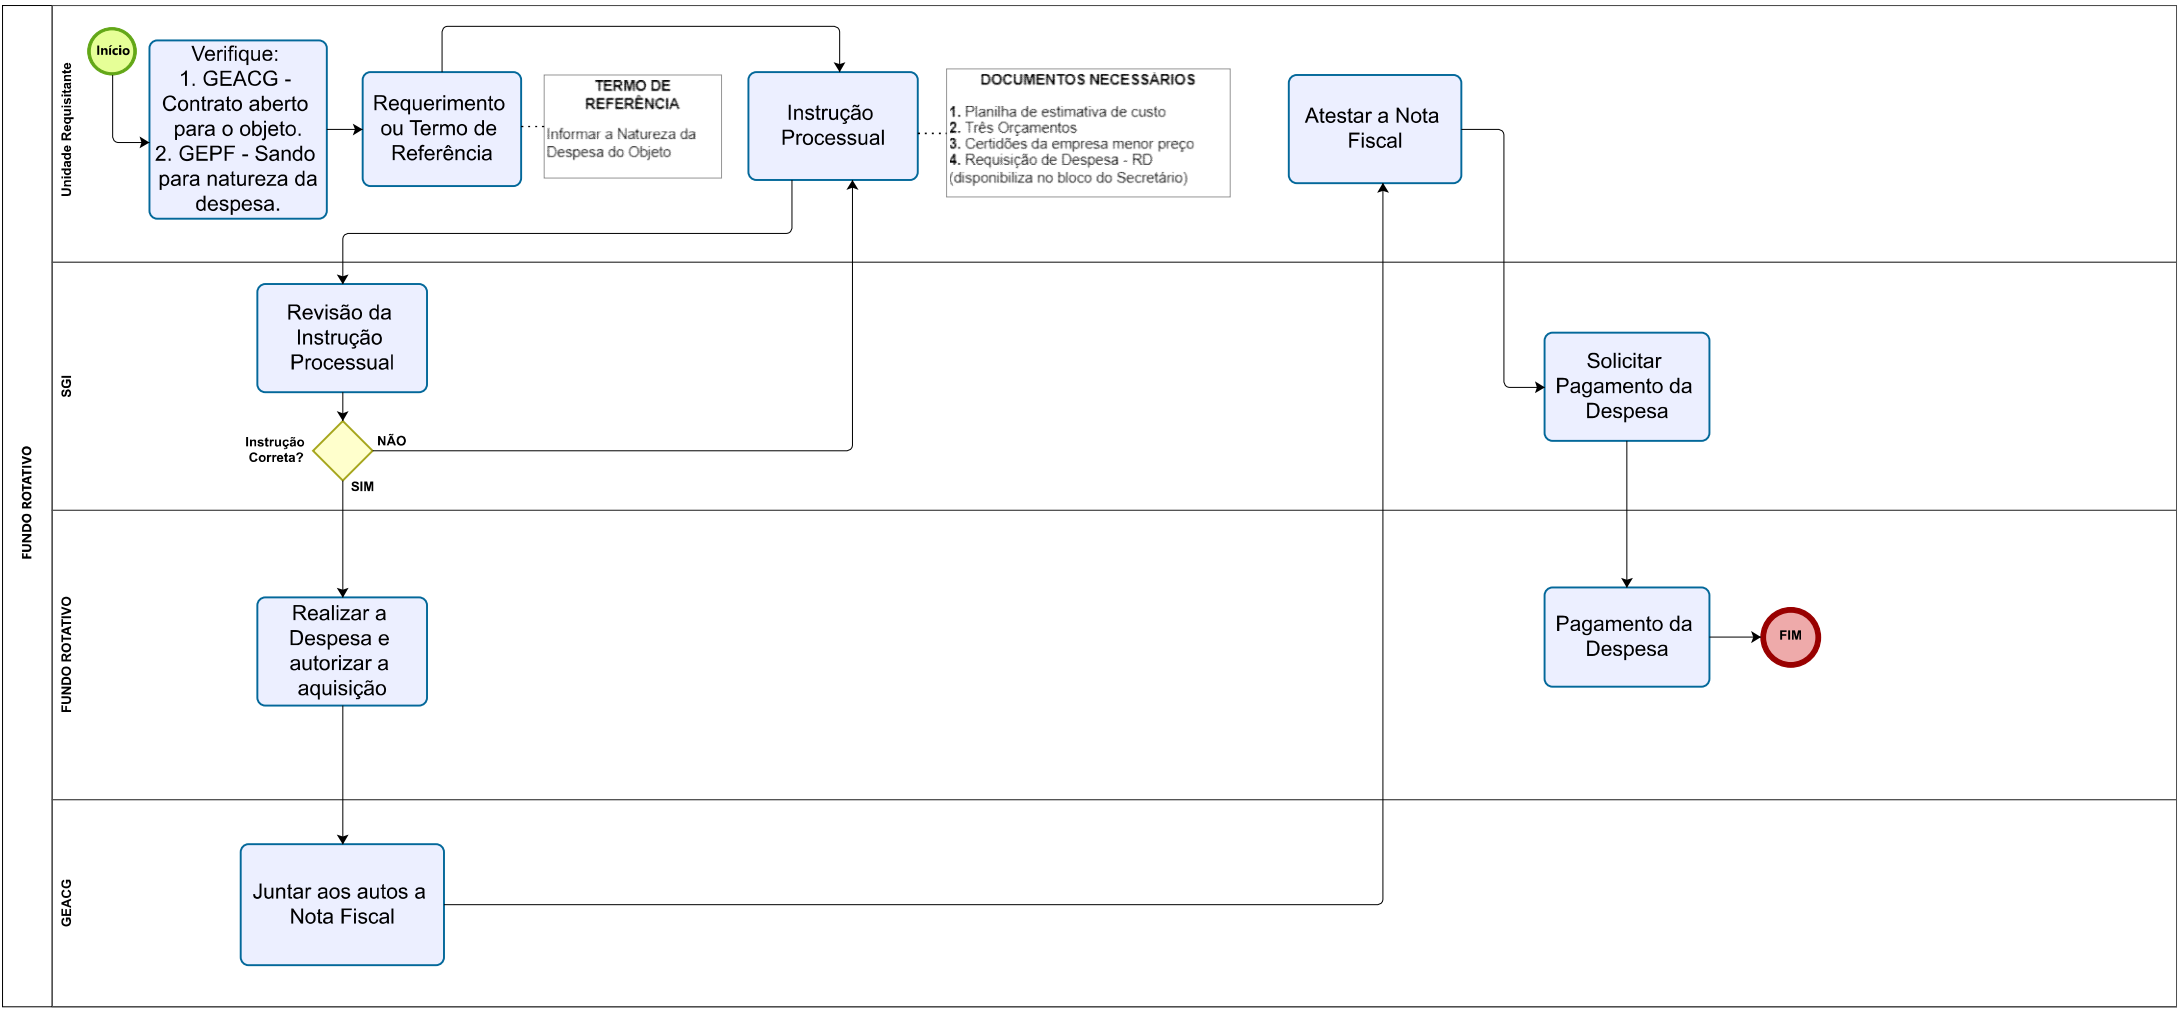 FUNDO ROTATIVO
Unidade Requisitante
Início
Verifique:
1. GEACG -
Contrato aberto
para o objeto.
2. GEPF - Sando
para natureza da
despesa.
Requerimento
ou Termo de
Referência
TERMO DE
REFERÊNCIA
Informar a Natureza da
Despesa do Objeto
Instrução
Processual
DOCUMENTOS NECESSÁRIOS
1. Planilha de estimativa de custo
2. Três Orçamentos
3. Certidões da empresa menor preço
4. Requisição de Despesa - RD
(disponibiliza no bloco do Secretário)
Atestar a Nota
Fiscal
SGI
Revisão da
Instrução
Processual
Instrução
Correta?
NÃO
SIM
Solicitar
Pagamento da
Despesa
FUNDO ROTATIVO
Realizar a
Despesa e
autorizar a
aquisição
Pagamento da
Despesa
FIM
GEACG
Juntar aos autos a
Nota Fiscal